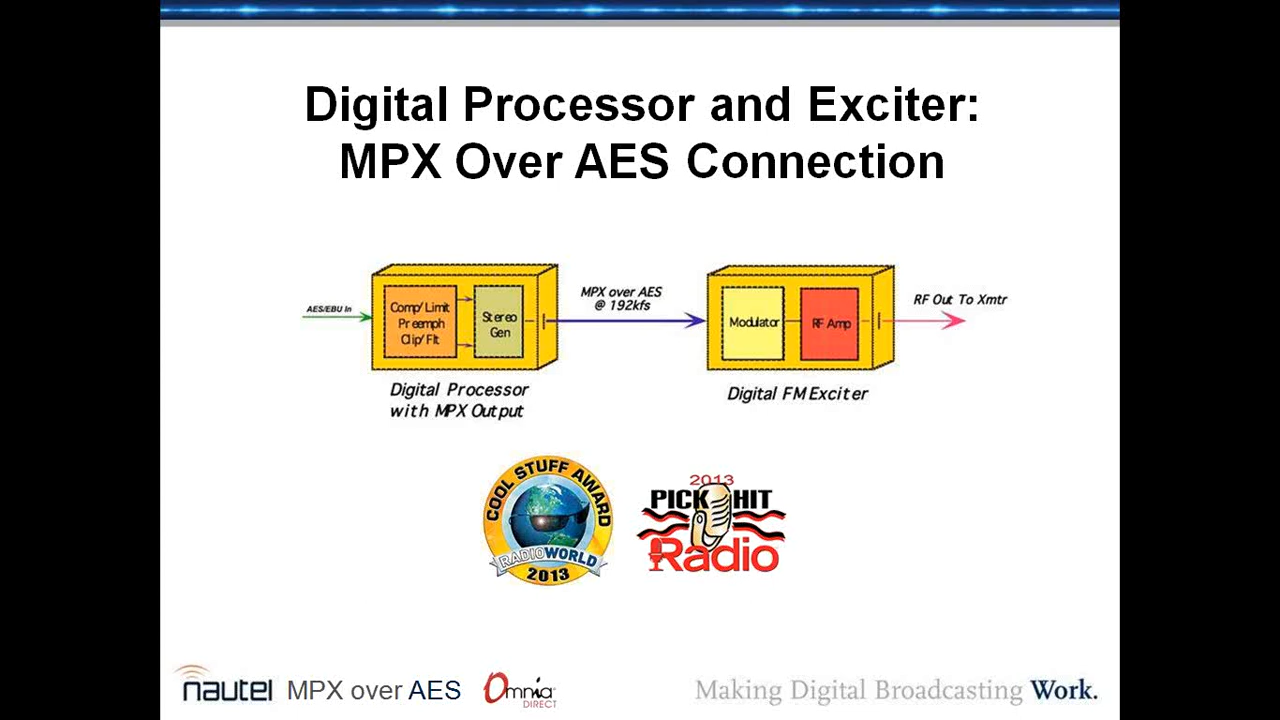 Digital Processor and Exciter:
MPX Over AES Connection
AES/EBU In
Comp/Limit
Preemph
Clip/Flt
Stereo
Gen
MPX over AES
@ 192kfs
Modulator
RF Amp
RF Out To Xmtr
Digital Processor
with MPX Output
Digital FM Exciter
COOL STUFF AWARD
RADIOWORLD
2013
2013
PICK HIT
Radio
nautel MPX over AES
Omnia
DIRECT
Making Digital Broadcasting Work.